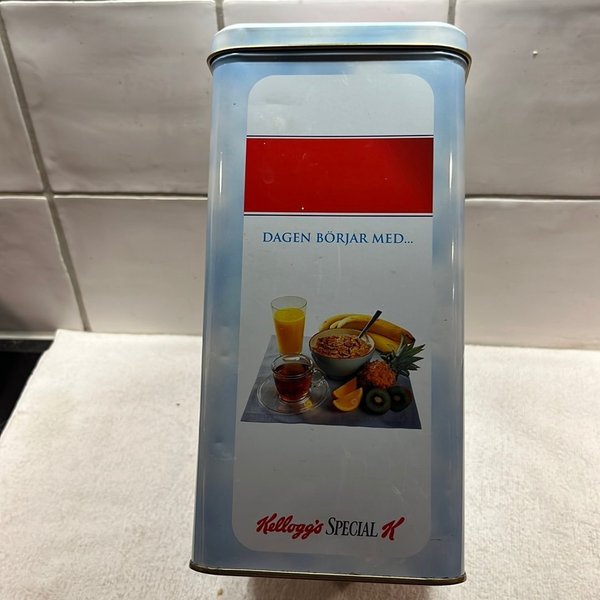 DAGEN BÖRJAR MED...
Kellogg's SPECIAL K